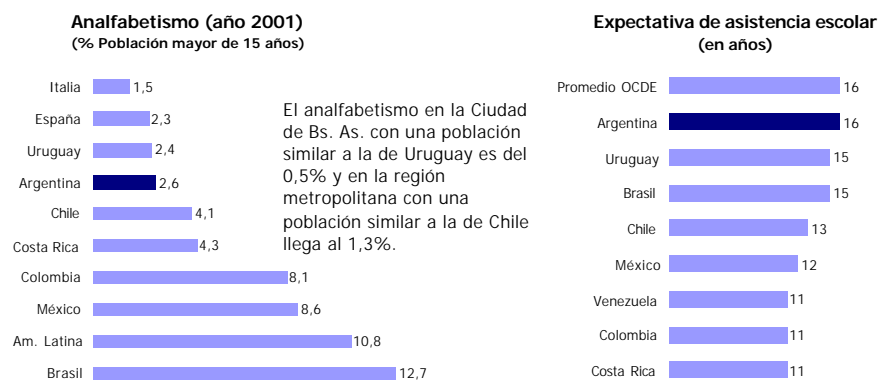 Analfabetismo (año 2001)
(% Población mayor de 15 años)
Italia 1,5
España 2,3
Uruguay 2,4
Argentina 2,6
Chile 4,1
Costa Rica 4,3
Colombia 8,1
México 8,6
Am. Latina 10,8
Brasil 12,7
El analfabetismo en la Ciudad
de Bs. As. con una población
similar a la de Uruguay es del
0,5% y en la región
metropolitana con una
población similar a la de Chile
llega al 1,3%.
Expectativa de asistencia escolar
(en años)
Promedio OCDE 16
Argentina 16
Uruguay 15
Brasil 15
Chile 13
México 12
Venezuela 11
Colombia 11
Costa Rica 11